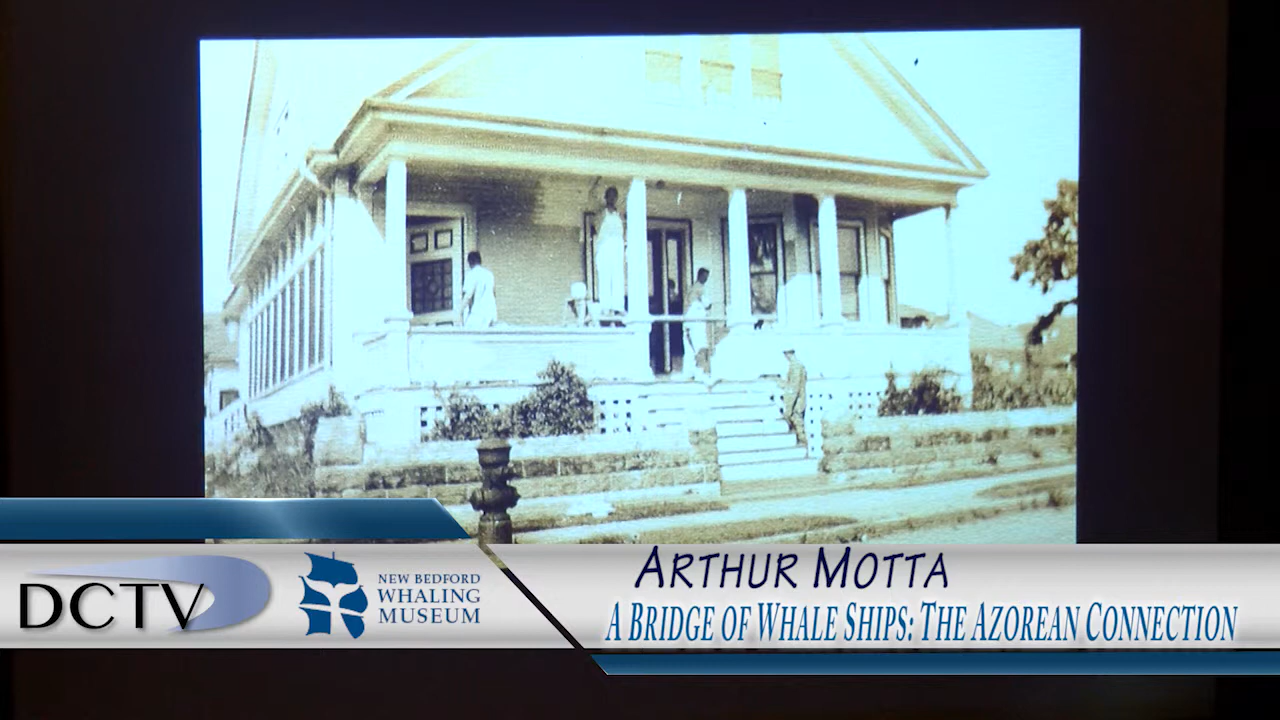 ARTHUR MOTTA
A BRIDGE OF WHALE SHIPS: THE AZOREAN CONNECTION
DCTV
NEW BEDFORD
WHALING
MUSEUM